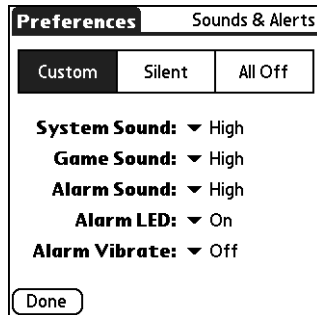 Preferences Sounds & Alerts
Custom Silent All Off
System Sound: High
Game Sound: High
Alarm Sound: High
Alarm LED: On
Alarm Vibrate: Off
Done